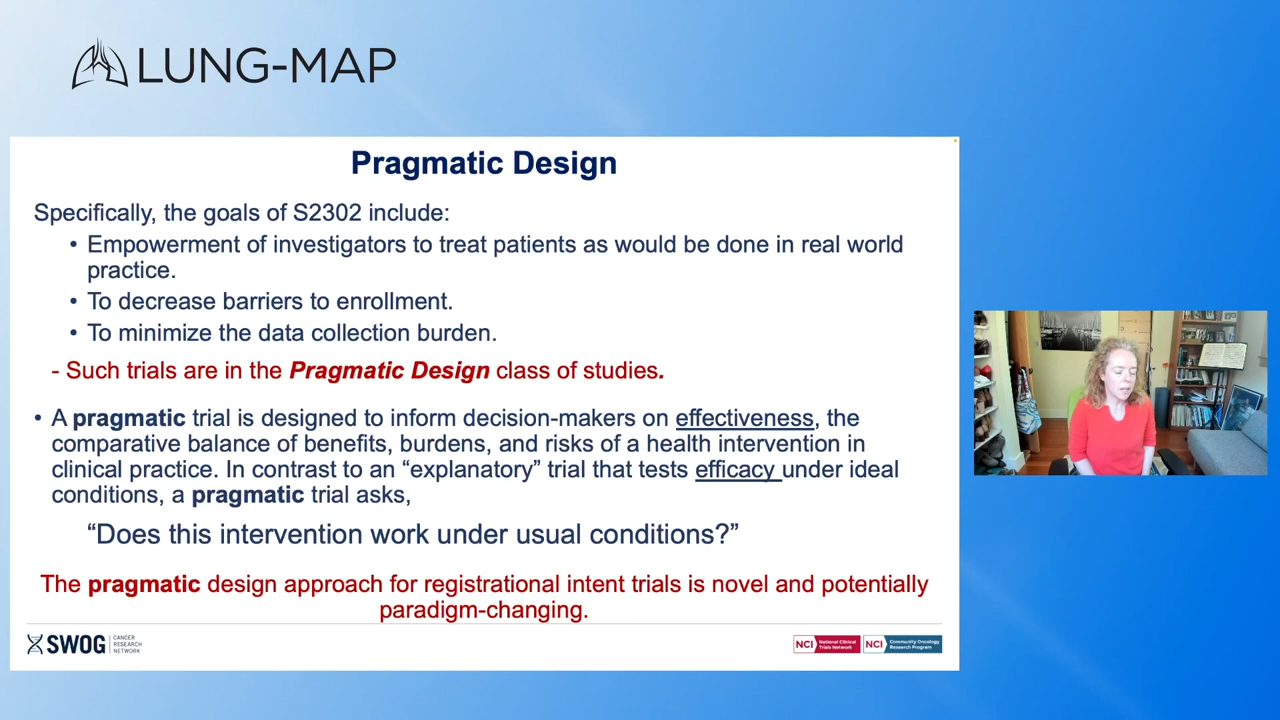 LUNG-MAP
Pragmatic Design
Specifically, the goals of S2302 include:
• Empowerment of investigators to treat patients as would be done in real world
practice.
• To decrease barriers to enrollment.
• To minimize the data collection burden.
- Such trials are in the Pragmatic Design class of studies.
• A pragmatic trial is designed to inform decision-makers on effectiveness, the
comparative balance of benefits, burdens, and risks of a health intervention in
clinical practice. In contrast to an “explanatory” trial that tests efficacy under ideal
conditions, a pragmatic trial asks,
“Does this intervention work under usual conditions?”
The pragmatic design approach for registrational intent trials is novel and potentially
paradigm-changing.
SWOG
CANCER
RESEARCH
NETWORK
NCI
National Clinical
Trials Network
NCI
Community Oncology
Research Program